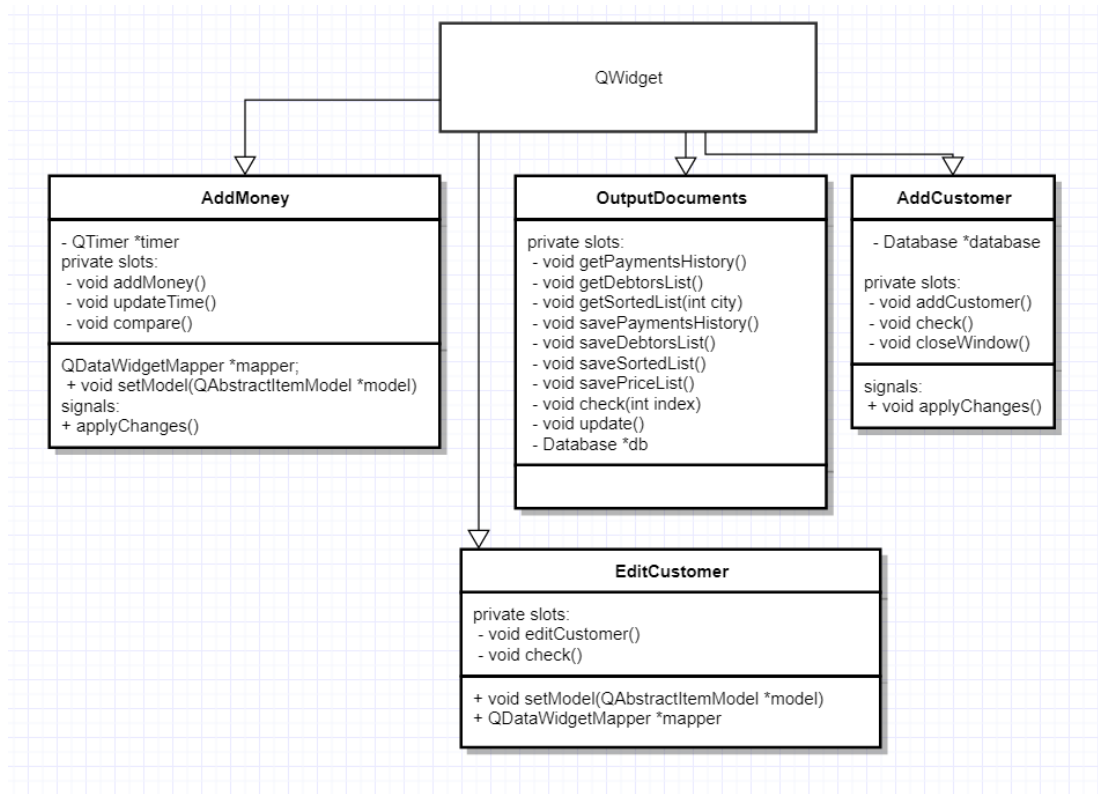 QWidget
AddMoney
- QTimer *timer
private slots:
- void addMoney()
- void updateTime()
- void compare()
QDataWidgetMapper *mapper;
+ void setModel(QAbstractItemModel *model)
signals:
+ applyChanges()
OutputDocuments
private slots:
- void getPaymentsHistory()
- void getDebtorsList()
- void getSortedList(int city)
- void savePaymentsHistory()
- void saveDebtorsList()
- void saveSortedList()
- void savePriceList()
- void check(int index)
- void update()
- Database *db
AddCustomer
- Database *database
private slots:
- void addCustomer()
- void check()
- void closeWindow()
signals:
+ void applyChanges()
EditCustomer
private slots:
- void editCustomer()
- void check()
+ void setModel(QAbstractItemModel *model)
+ QDataWidgetMapper *mapper